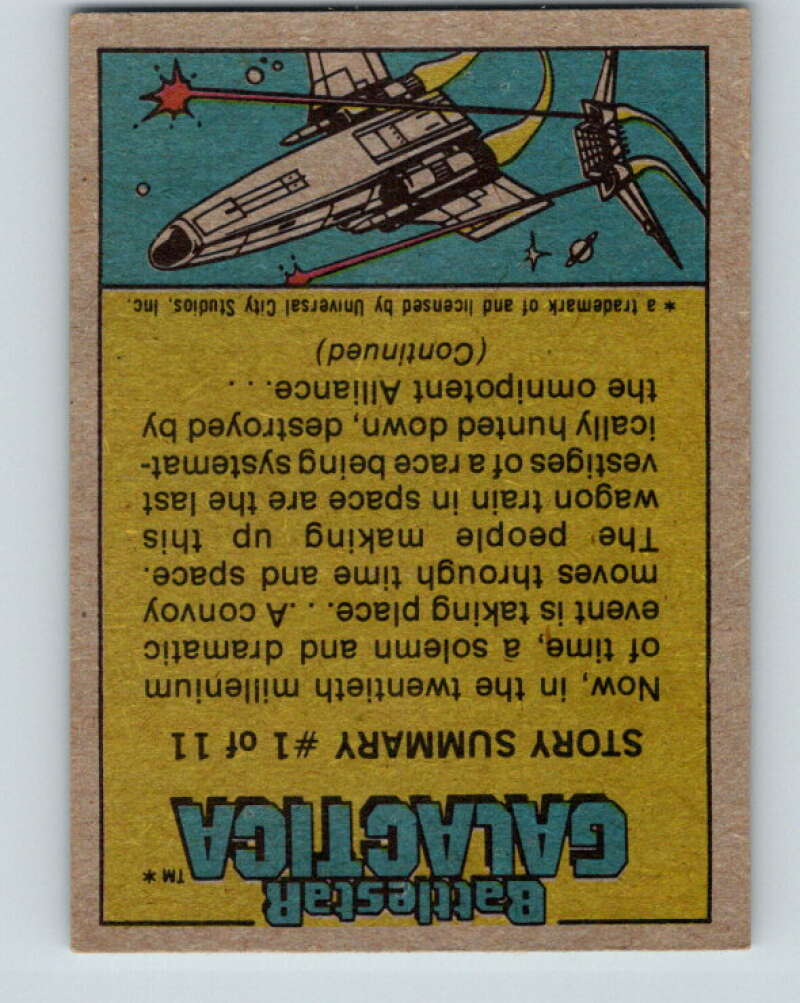 Battlestar
GALACTICA ™*
STORY SUMMARY #1 of 11
Now, in the twentieth millenium
of time, a solemn and dramatic
event is taking place. . .A convoy
moves through time and space.
The people making up this
wagon train in space are the last
vestiges of a race being systemat-
ically hunted down, destroyed by
the omnipotent Alliance. . .
(Continued)
* a trademark of and licensed by Universal City Studios, Inc.